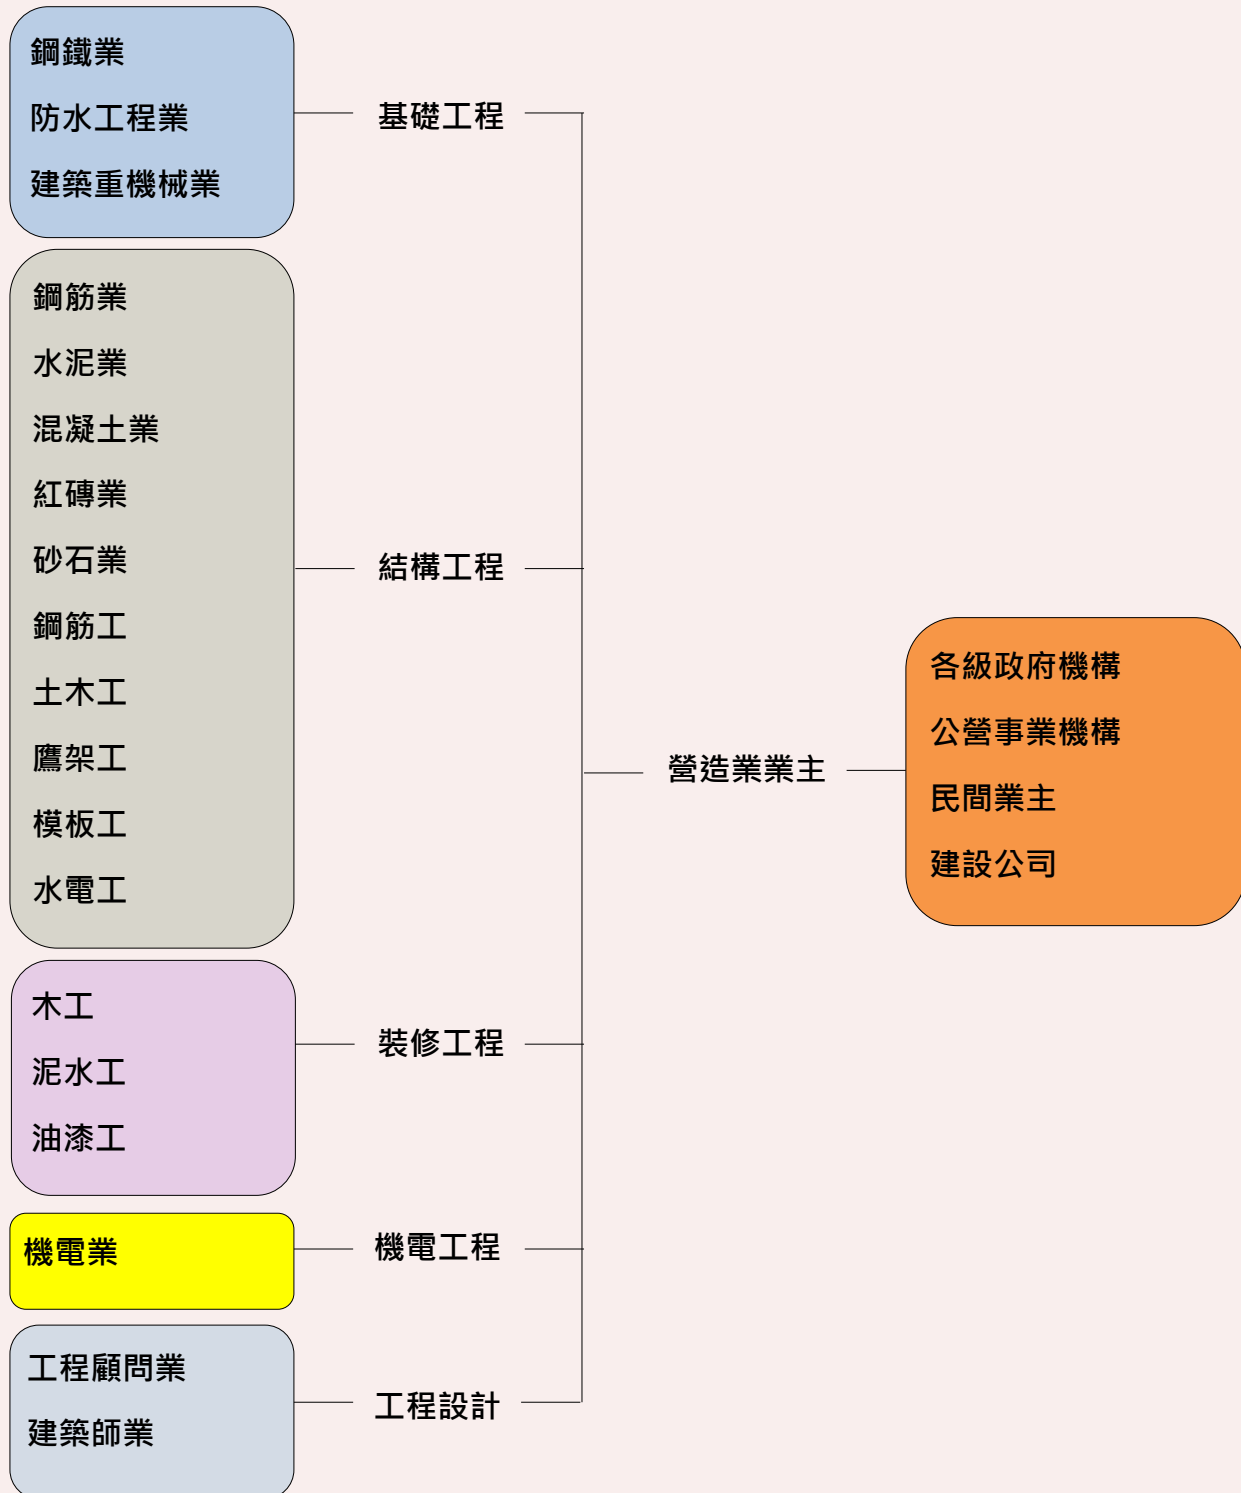 鋼鐵業
防水工程業
建築重機械業
基礎工程
鋼筋業
水泥業
混凝土業
紅磚業
砂石業
鋼筋工
土木工
鷹架工
模板工
水電工
結構工程
木工
泥水工
油漆工
裝修工程
機電業
機電工程
工程顧問業
建築師業
工程設計
營造業業主
各級政府機構
公營事業機構
民間業主
建設公司